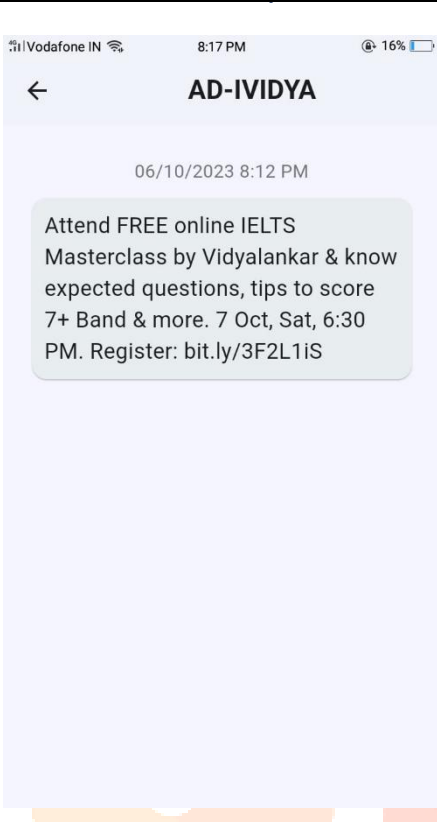 Vodafone IN 8:17 PM 16%
AD-IVIDYA
06/10/2023 8:12 PM
Attend FREE online IELTS
Masterclass by Vidyalankar & know
expected questions, tips to score
7+ Band & more. 7 Oct, Sat, 6:30
PM. Register: bit.ly/3F2L1iS